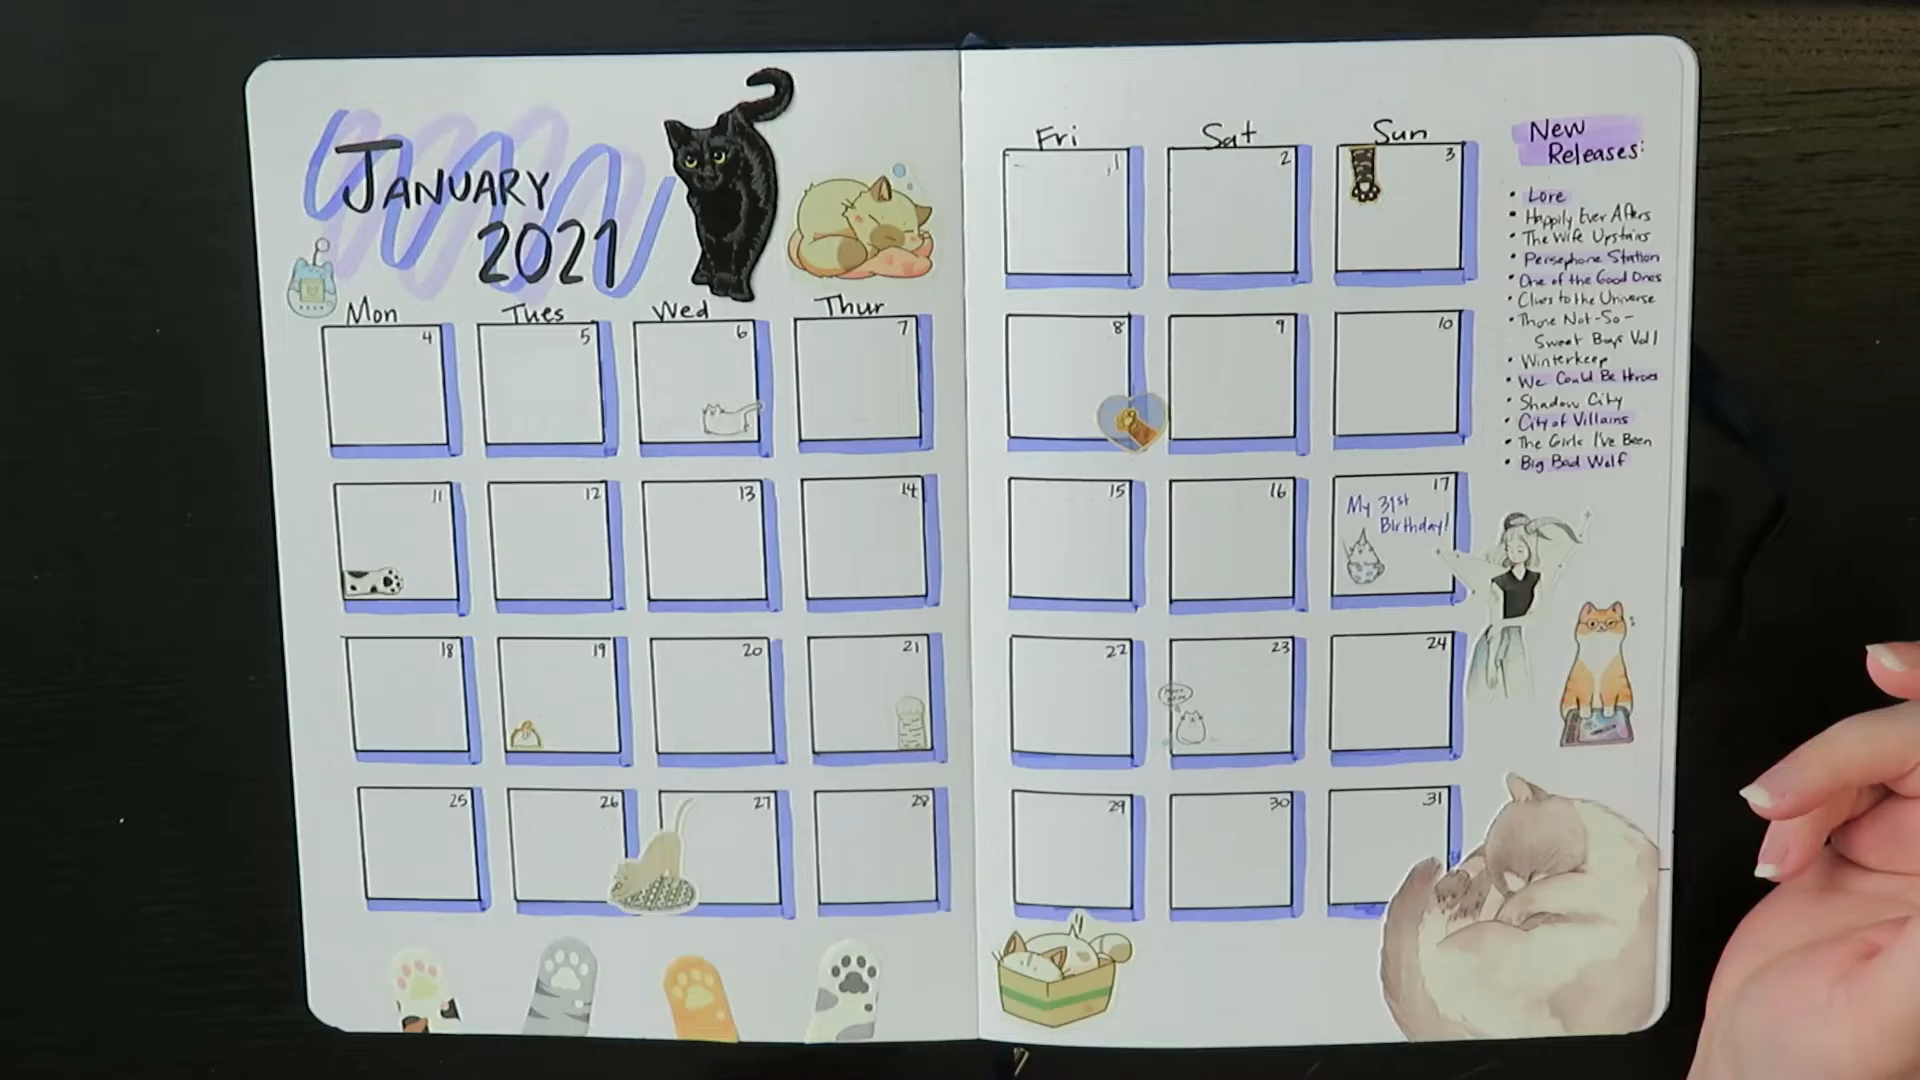 January
2021
Mon
Tues
Wed
Thur
4
5
6
7
11
12
13
14
18
19
20
21
25
26
27
28
Fri
Sat
Sun
1
2
3
8
9
10
15
16
17
My 31st
Birthday!
22
23
24
29
30
31
New
Releases:
• Lore
• Happily Ever Afters
• The Wife Upstairs
• Persephone Station
• One of the Good Ones
• Clues to the Universe
• Those Not-So-
Sweet Boys Vol 1
• Winterkeep
• We Could Be Heroes
• Shadow City
• City of Villains
• The Girls I've Been
• Big Bad Wolf